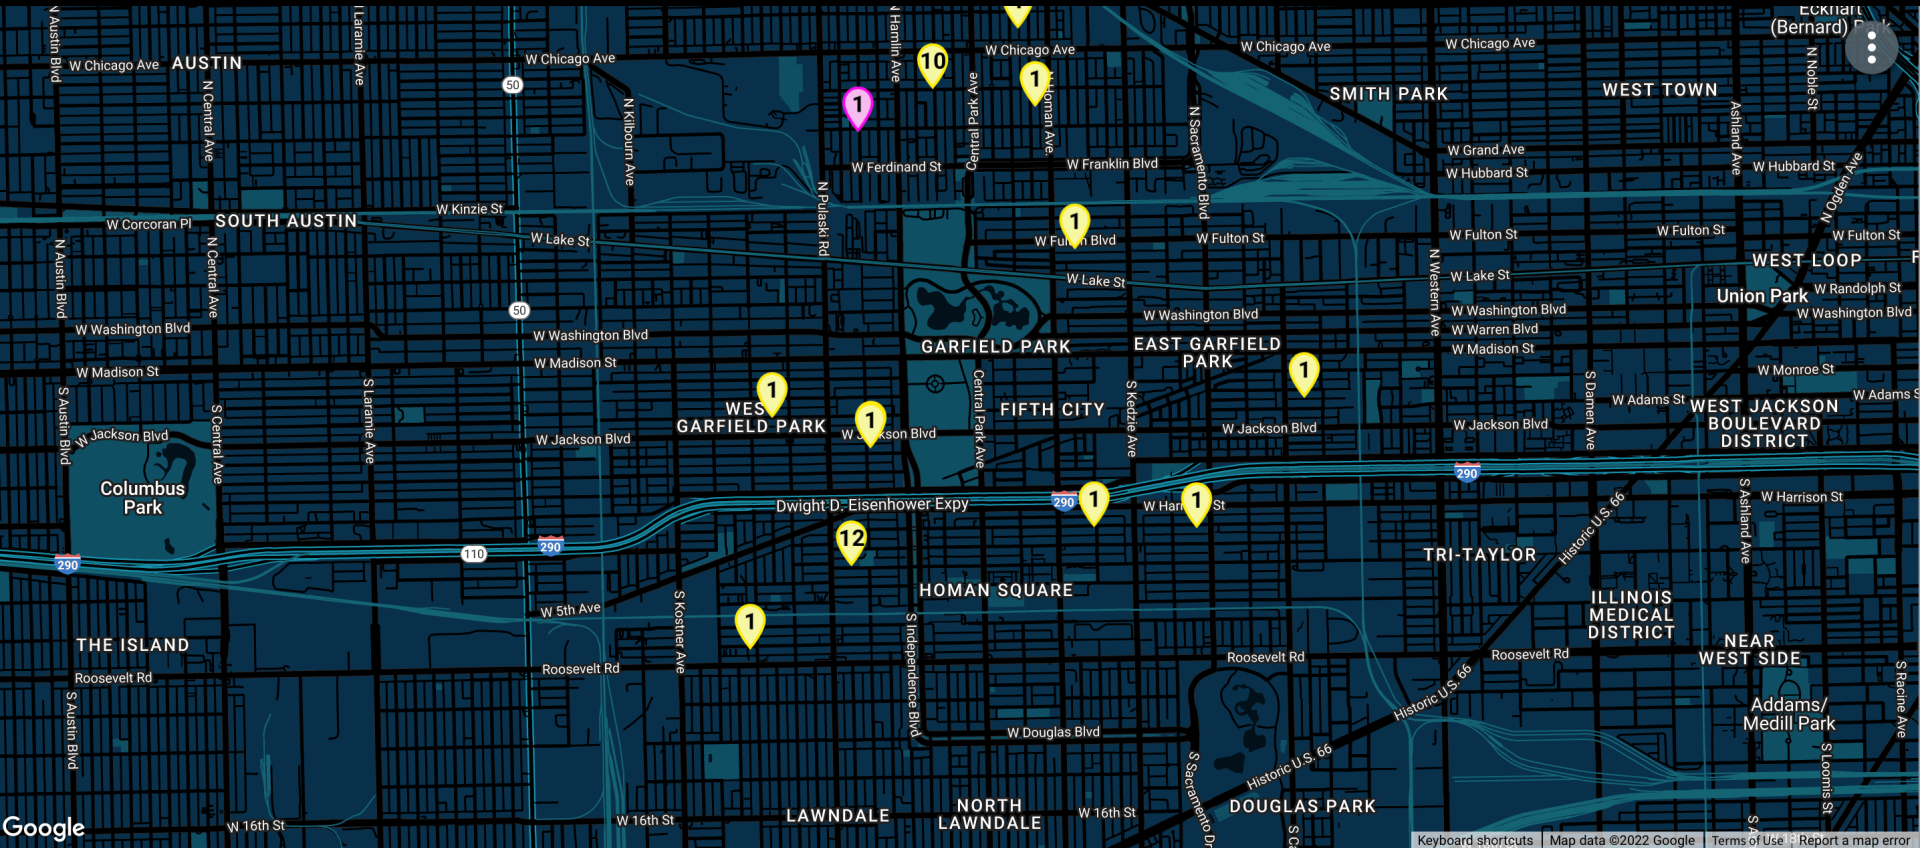 Eckhart
(Bernard) Park
N Austin Blvd
N Laramie Ave
N Hamlin Ave
W Chicago Ave
W Chicago Ave
W Chicago Ave
W Chicago Ave
W Chicago Ave
AUSTIN
50
10
1
1
N Central Ave
N Kilbourn Ave
Central Park Ave
N Homan Ave
N Sacramento Blvd
SMITH PARK
WEST TOWN
N Noble St
Ashland Ave
W Grand Ave
W Hubbard St
W Hubbard St
W Ferdinand St
W Franklin Blvd
N Ogden Ave
W Kinzie St
W Corcoran Pl
SOUTH AUSTIN
N Pulaski Rd
1
W Lake St
W Fulton Blvd
W Fulton St
W Fulton St
W Fulton St
W Fulton St
N Austin Blvd
N Central Ave
N Western Ave
WEST LOOP
W Lake St
W Lake St
Union Park
W Randolph St
50
W Washington Blvd
W Washington Blvd
W Washington Blvd
W Washington Blvd
W Washington Blvd
W Warren Blvd
GARFIELD PARK
EAST GARFIELD
PARK
W Madison St
W Madison St
W Madison St
W Monroe St
1
1
1
S Austin Blvd
S Central Ave
S Laramie Ave
Central Park Ave
S Kedzie Ave
S Damen Ave
WEST
GARFIELD PARK
FIFTH CITY
W Adams St
W Adams S
WEST JACKSON
BOULEVARD
DISTRICT
W Jackson Blvd
W Jackson Blvd
W Jackson Blvd
W Jackson Blvd
W Jackson Blvd
Columbus
Park
290
Dwight D. Eisenhower Expy
290
1
1
W Harrison St
W Harrison St
Historic U.S. 66
S Ashland Ave
12
290
110
290
TRI-TAYLOR
HOMAN SQUARE
W 5th Ave
S Kostner Ave
1
S Independence Blvd
ILLINOIS
MEDICAL
DISTRICT
THE ISLAND
NEAR
WEST SIDE
Roosevelt Rd
Roosevelt Rd
Roosevelt Rd
Roosevelt Rd
S Austin Blvd
Historic U.S. 66
S Racine Ave
Addams/
Medill Park
W Douglas Blvd
Historic U.S. 66
S Sacramento Dr
S Loomis St
LAWNDALE
NORTH
LAWNDALE
W 16th St
W 16th St
W 16th St
DOUGLAS PARK
Google
Keyboard shortcuts
Map data ©2022 Google
Terms of Use
Report a map error